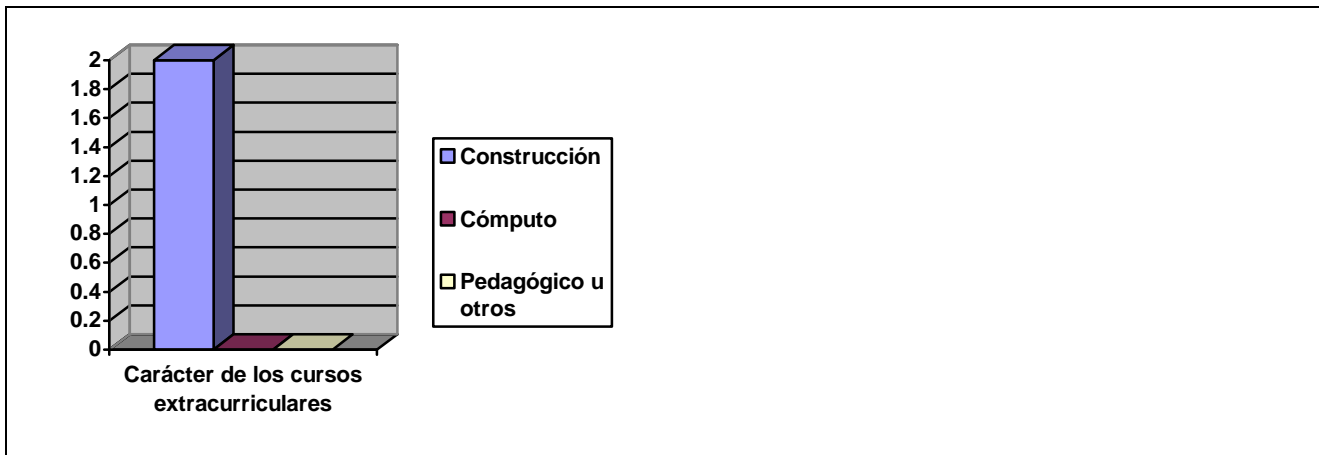 2
1.8
1.6
1.4
1.2
1
0.8
0.6
0.4
0.2
0
Carácter de los cursos
extracurriculares
Construcción
Cómputo
Pedagógico u
otros